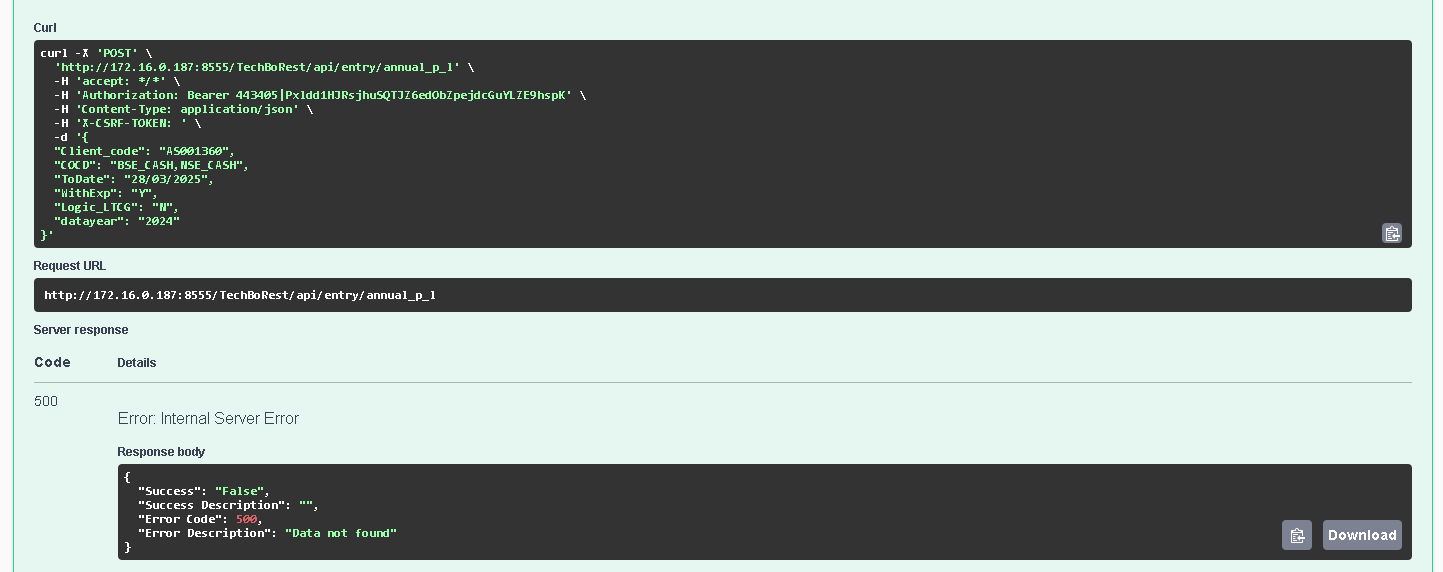 Curl
curl -X 'POST' \
'http://172.16.0.187:8555/TechBoRest/api/entry/annual_p_l' \
-H 'accept: */*' \
-H 'Authorization: Bearer 443405|Px1dd1HJRsjhuSQTJZ6edObZpejdcGuYLZE9hspK' \
-H 'Content-Type: application/json' \
-H 'X-CSRF-TOKEN: ' \
-d '{
"Client_code": "AS001360",
"COCD": "BSE_CASH,NSE_CASH",
"ToDate": "28/03/2025",
"WithExp": "Y",
"Logic_LTCG": "N",
"datayear": "2024"
}'
Request URL
http://172.16.0.187:8555/TechBoRest/api/entry/annual_p_l
Server response
Code Details
500
Error: Internal Server Error
Response body
{
"Success": "False",
"Success Description": "",
"Error Code": 500,
"Error Description": "Data not found"
}
Download